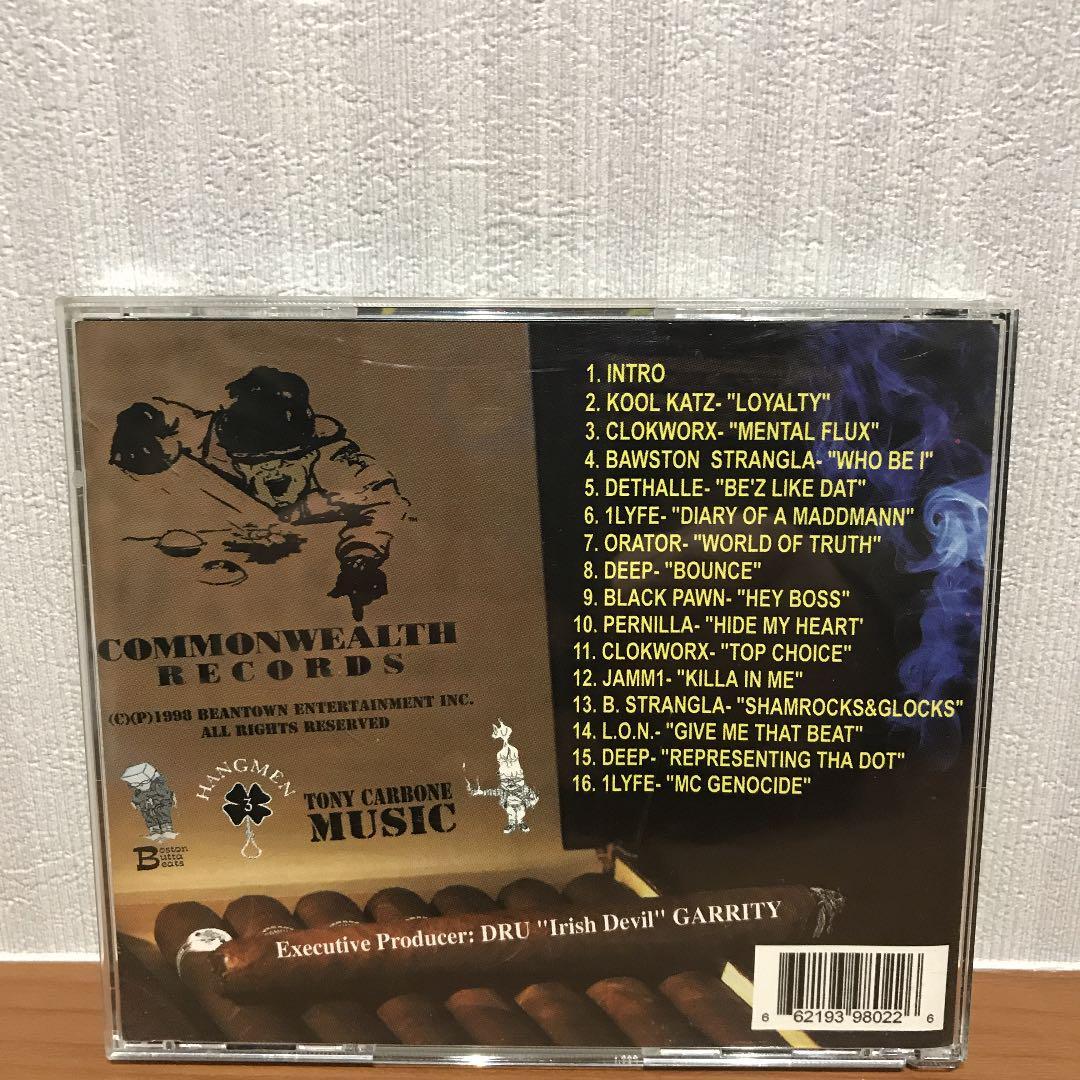 1. INTRO
2. KOOL KATZ- "LOYALTY"
3. CLOKWORX- "MENTAL FLUX"
4. BAWSTON STRANGLA- "WHO BE I"
5. DETHALLE- "BE'Z LIKE DAT"
6. 1LYFE- "DIARY OF A MADDMANN"
7. ORATOR- "WORLD OF TRUTH"
8. DEEP- "BOUNCE"
9. BLACK PAWN- "HEY BOSS"
10. PERNILLA- "HIDE MY HEART'
11. CLOKWORX- "TOP CHOICE"
12. JAMM1- "KILLA IN ME"
13. B. STRANGLA- "SHAMROCKS&GLOCKS"
14. L.O.N.- "GIVE ME THAT BEAT"
15. DEEP- "REPRESENTING THA DOT"
16. 1LYFE- "MC GENOCIDE"
TM
COMMONWEALTH
RECORDS
(C)(P)1998 BEANTOWN ENTERTAINMENT INC.
ALL RIGHTS RESERVED
Boston
Butta
Beats
HANGMEN
3
TONY CARBONE
MUSIC
Executive Producer: DRU "Irish Devil" GARRITY
6 62193 98022 6